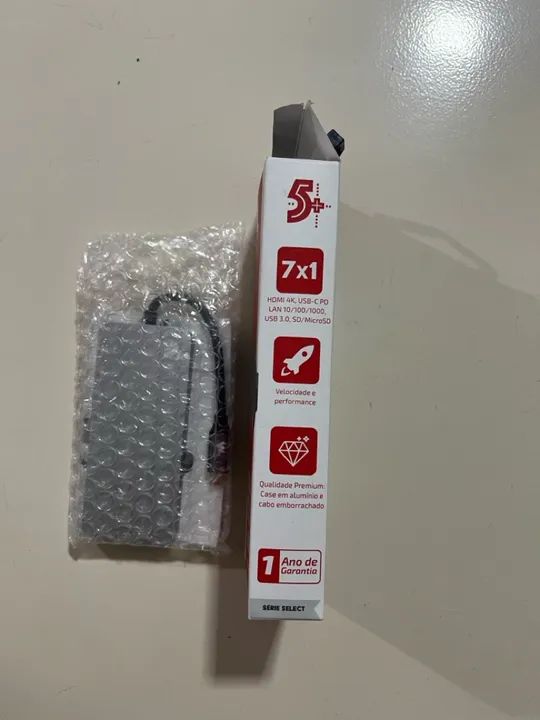 5+
7x1
HDMI 4K, USB-C PD
LAN 10/100/1000,
USB 3.0, SD/MicroSD
Velocidade e
performance
Qualidade Premium:
Case em alumínio e
cabo emborrachado
1 Ano de
Garantia
SÉRIE SELECT